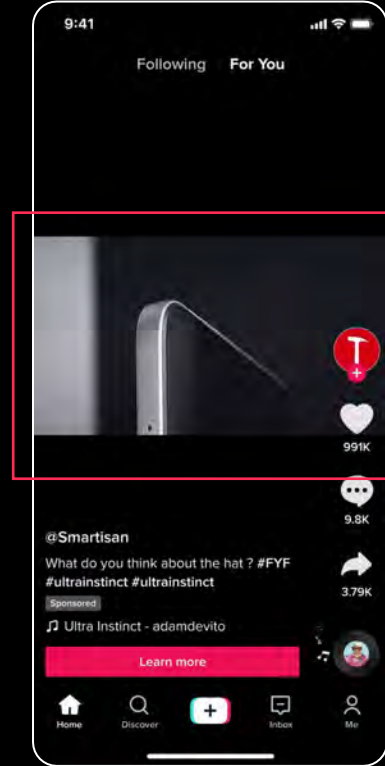 9:41
Following For You
991K
9.8K
@Smartisan
What do you think about the hat ? #FYF
#ultrainstinct #ultrainstinct
3.79K
Sponsored
Ultra Instinct - adamdevito
Learn more
Home Discover Inbox Me